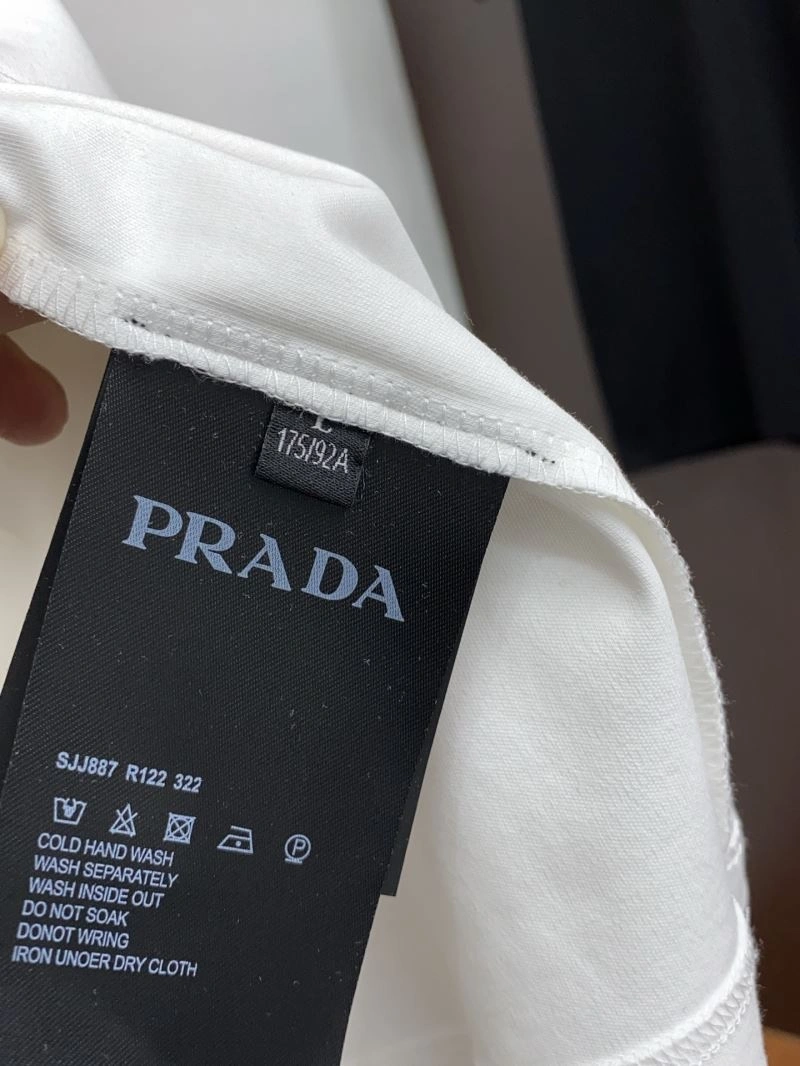 L
175/92A
PRADA
SJJ887 R122 322
P
COLD HAND WASH
WASH SEPARATELY
WASH INSIDE OUT
DO NOT SOAK
DONOT WRING
IRON UNOER DRY CLOTH